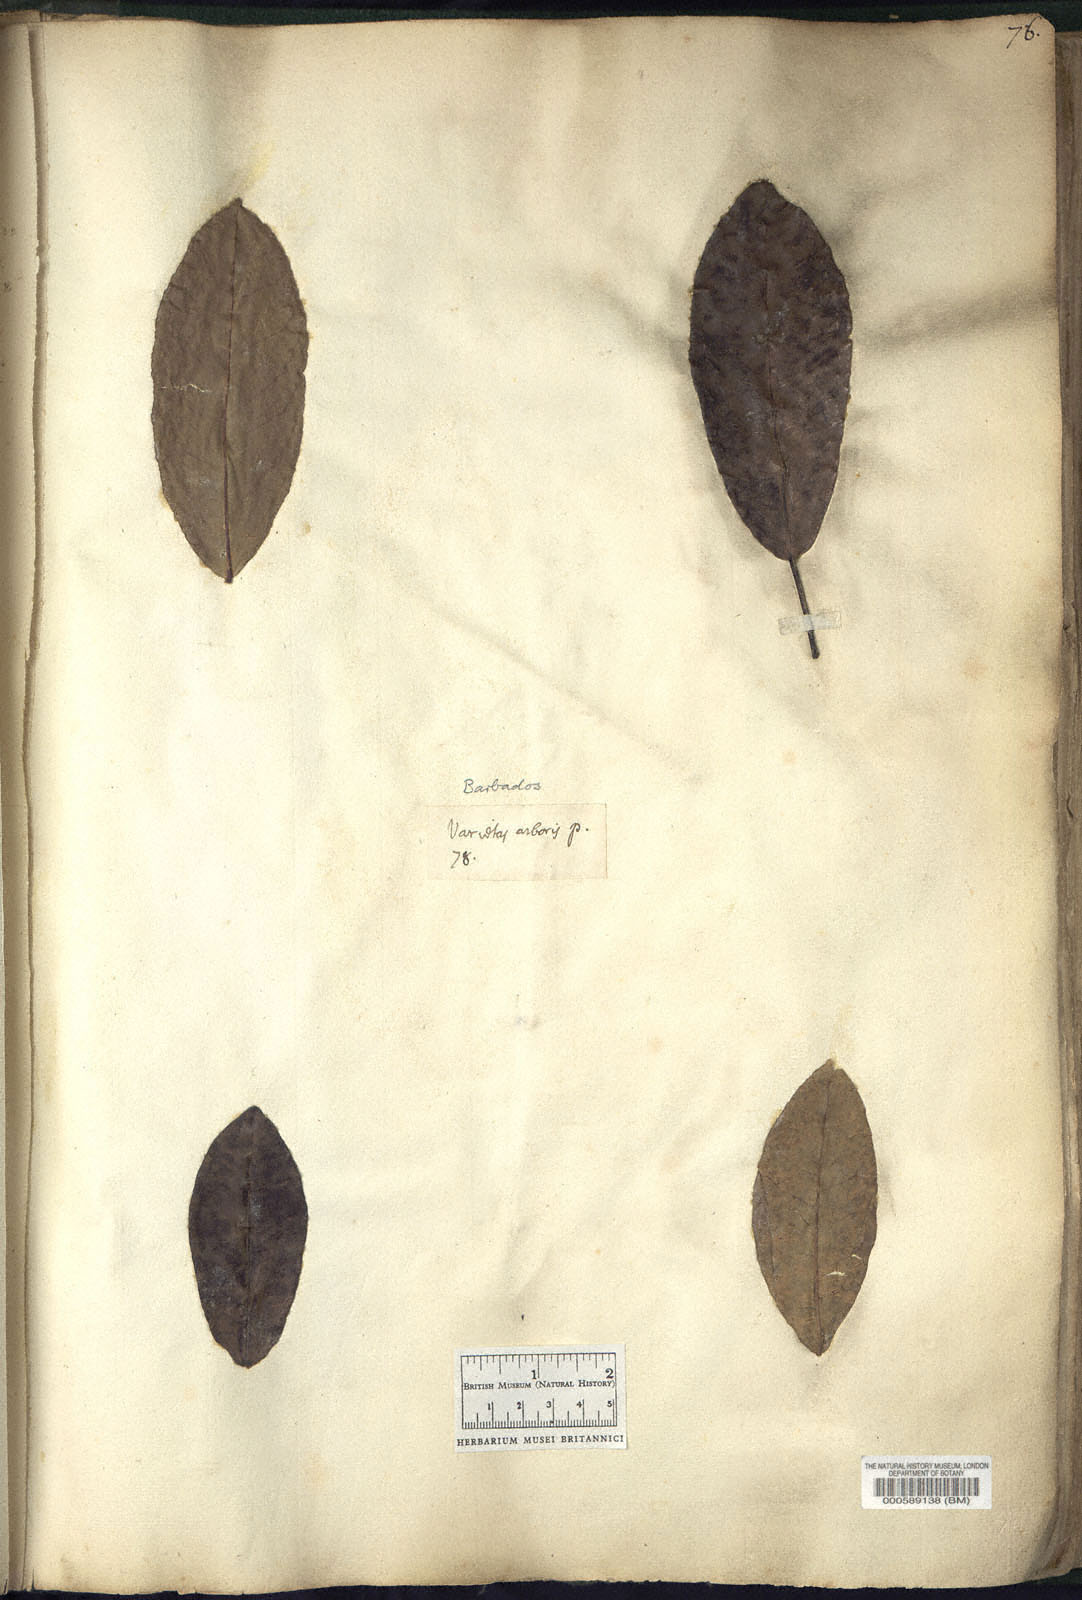 76.
Barbados
Varietas arboris p.
78.
1 2
BRITISH MUSEUM (NATURAL HISTORY)
1 2 3 4 5
HERBARIUM MUSEI BRITANNICI
THE NATURAL HISTORY MUSEUM, LONDON
DEPARTMENT OF BOTANY
000589138 (BM)